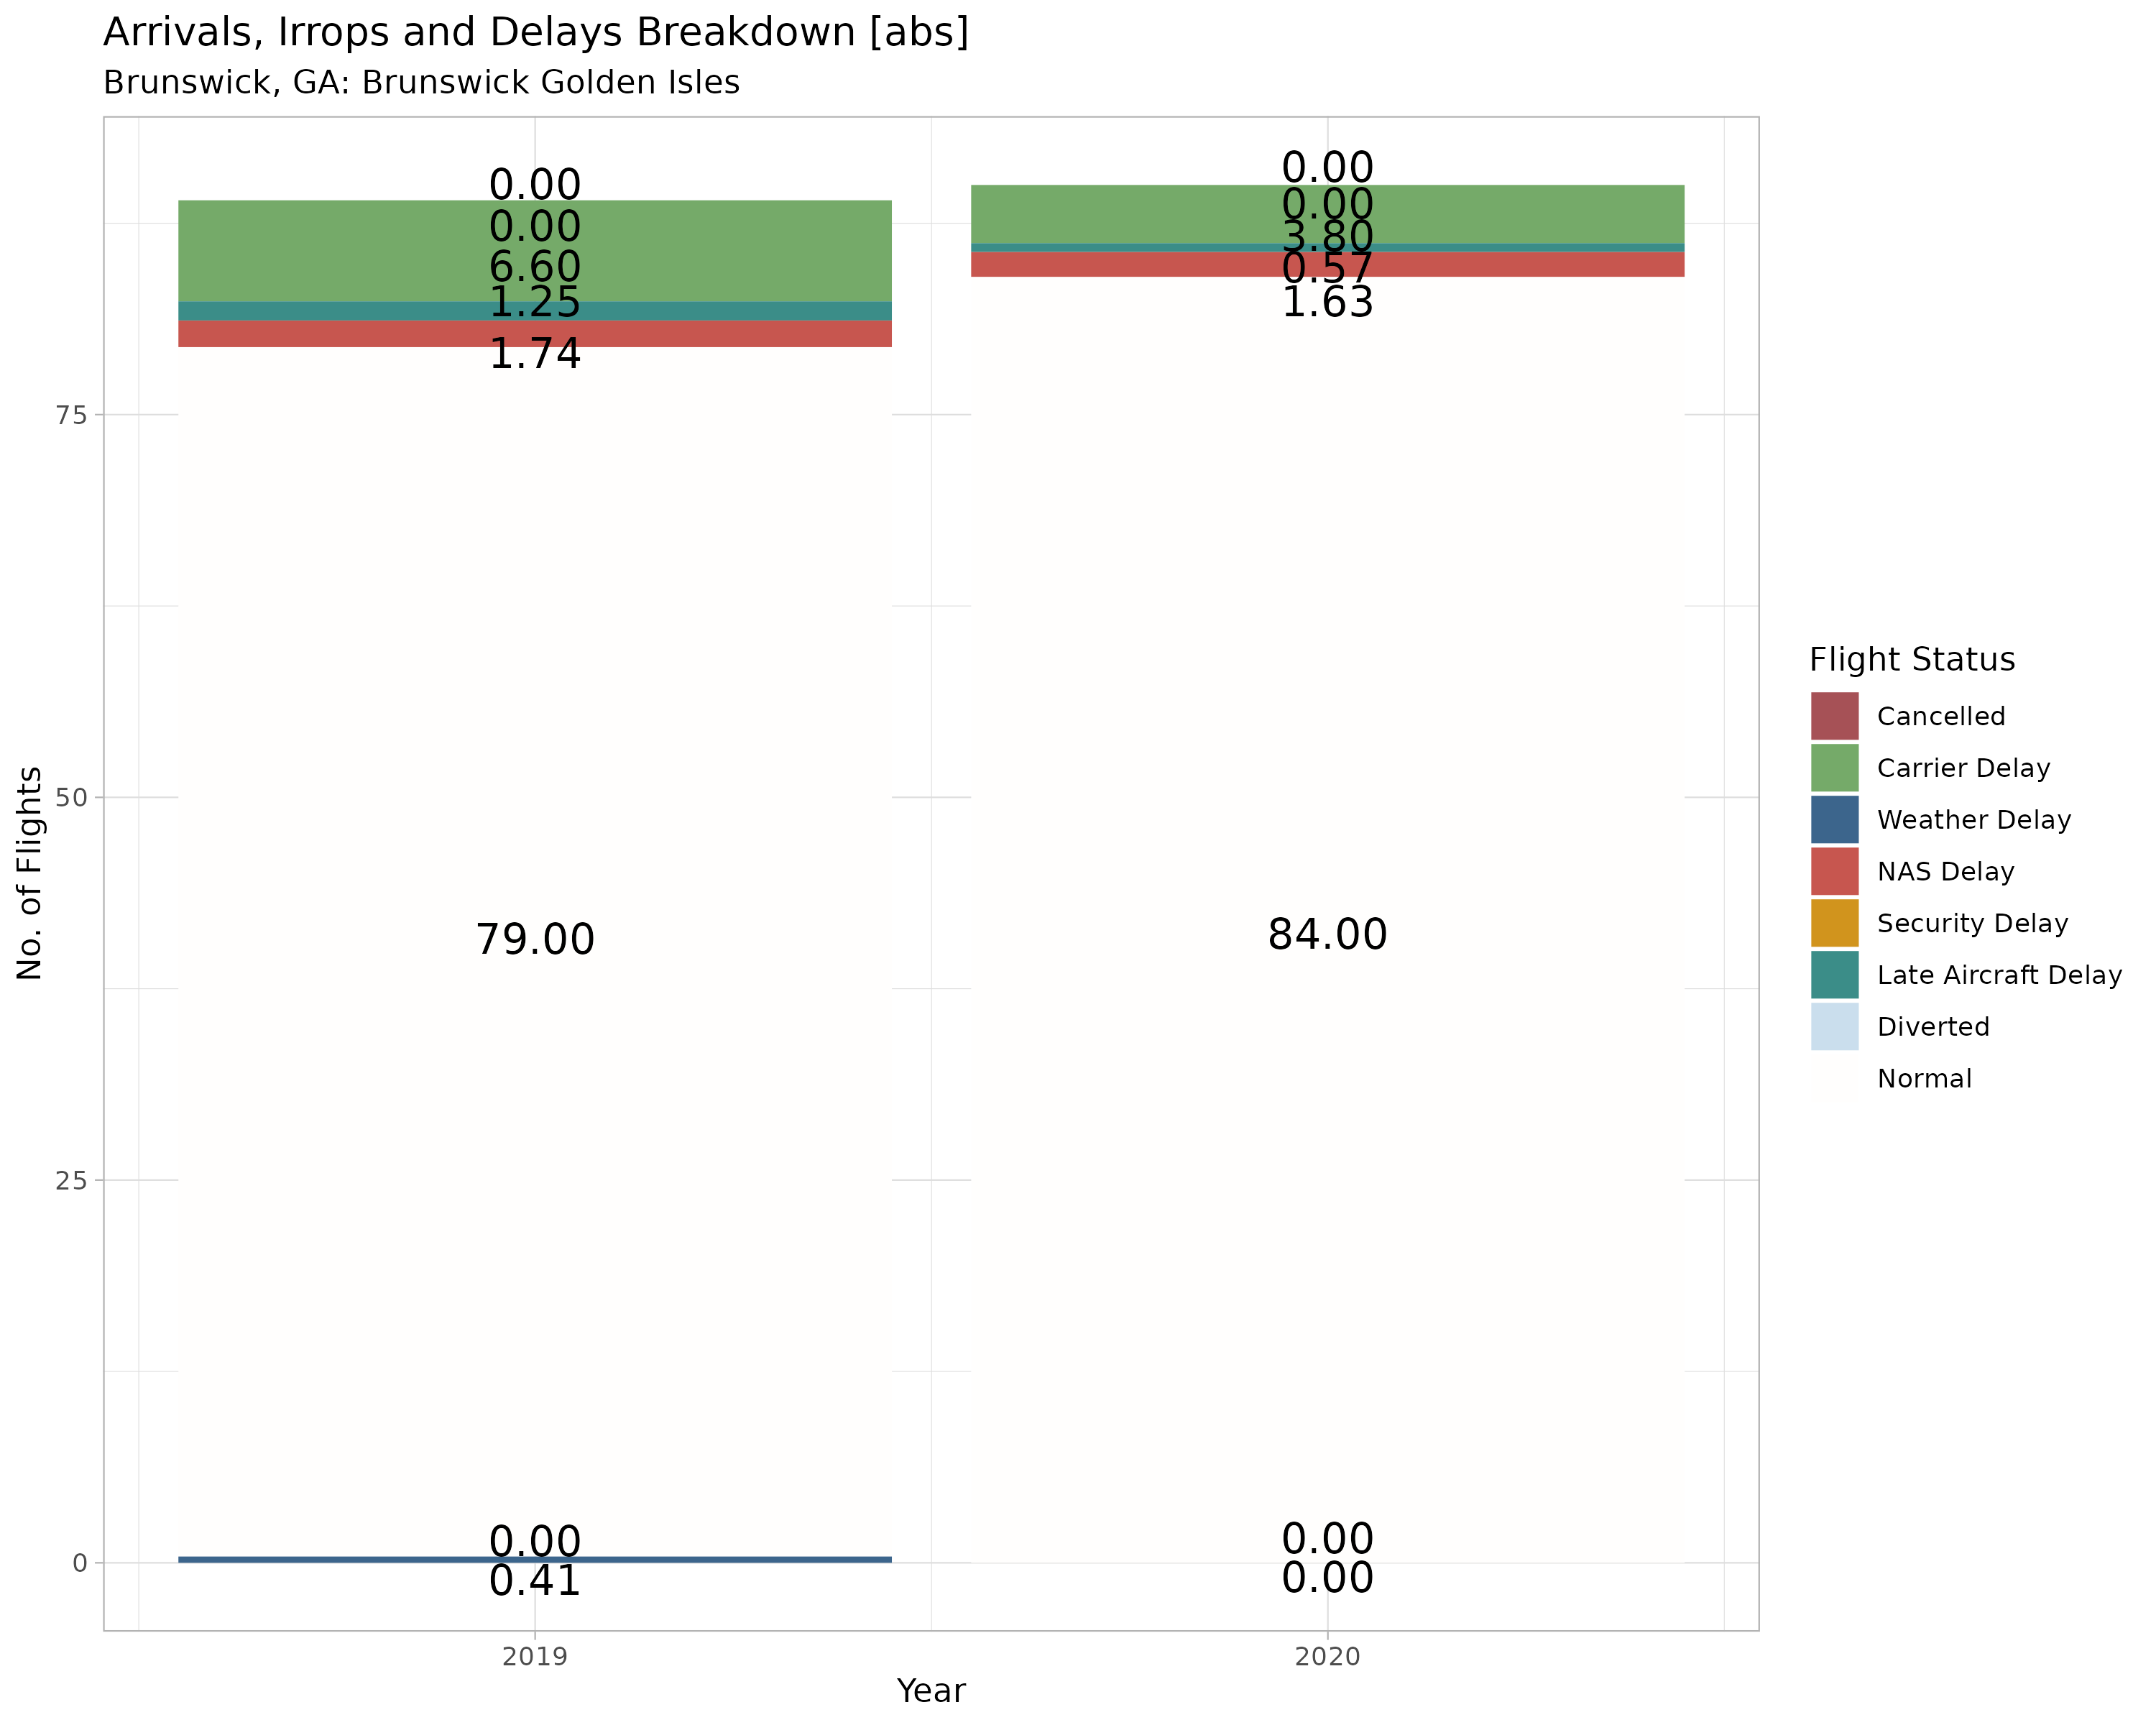 Arrivals, Irrops and Delays Breakdown [abs]
Brunswick, GA: Brunswick Golden Isles
No. of Flights
75
50
25
0
0.00
0.00
6.60
1.25
1.74
79.00
0.00
0.41
0.00
0.00
3.80
0.57
1.63
84.00
0.00
0.00
2019
2020
Year
Flight Status
Cancelled
Carrier Delay
Weather Delay
NAS Delay
Security Delay
Late Aircraft Delay
Diverted
Normal